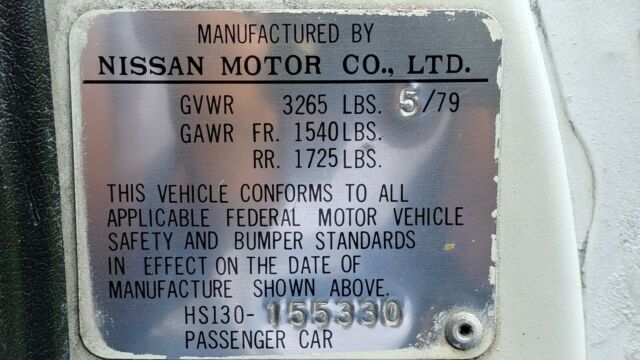 MANUFACTURED BY
NISSAN MOTOR CO., LTD.
GVWR 3265 LBS. 5/79
GAWR FR. 1540 LBS.
RR. 1725 LBS.
THIS VEHICLE CONFORMS TO ALL
APPLICABLE FEDERAL MOTOR VEHICLE
SAFETY AND BUMPER STANDARDS
IN EFFECT ON THE DATE OF
MANUFACTURE SHOWN ABOVE.
HS130-155330
PASSENGER CAR